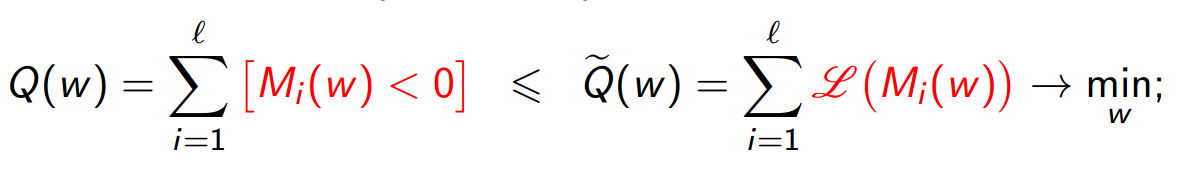 Q(w) = ∑_{i=1}^{ℓ} [M_i(w) < 0] ⩽ Q̃(w) = ∑_{i=1}^{ℓ} ℒ(M_i(w)) → min_w;